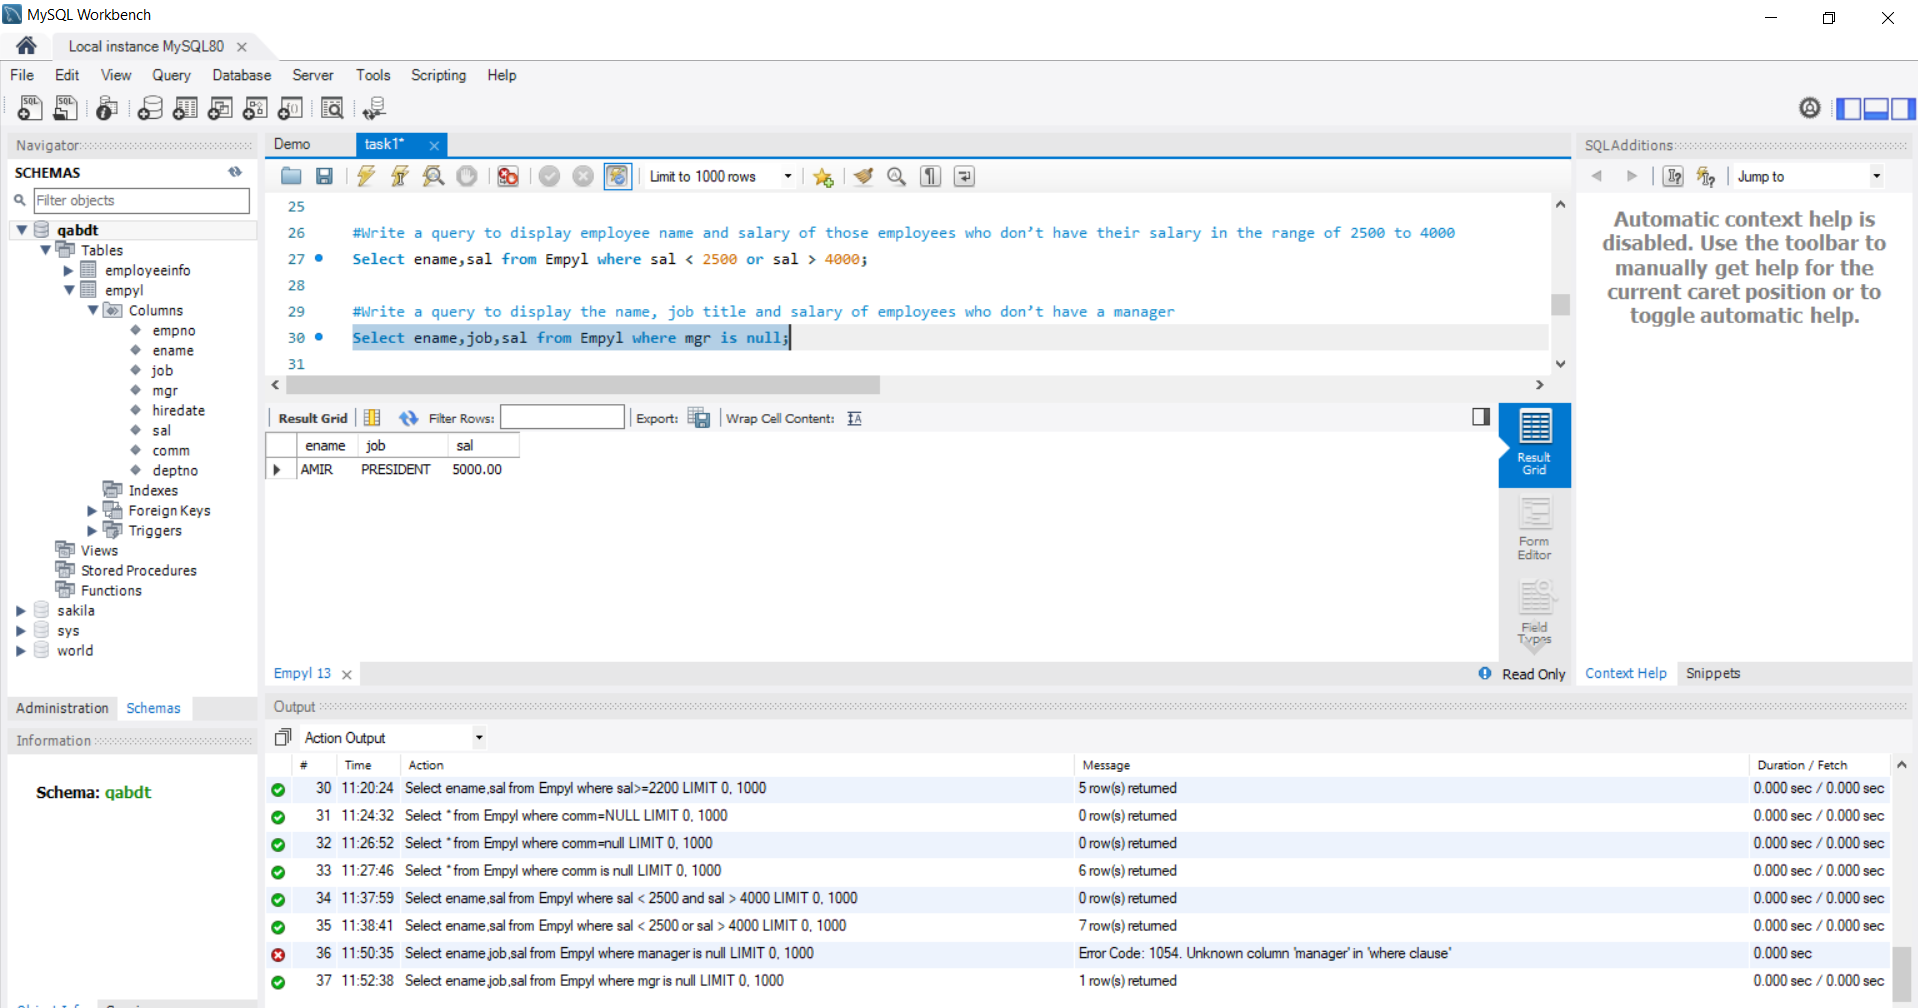 MySQL Workbench
Local instance MySQL80
File Edit View Query Database Server Tools Scripting Help
Navigator
SCHEMAS
Filter objects
qabdt
Tables
employeeinfo
empyl
Columns
empno
ename
job
mgr
hiredate
sal
comm
deptno
Indexes
Foreign Keys
Triggers
Views
Stored Procedures
Functions
sakila
sys
world
Administration Schemas
Information
Schema: qabdt
Demo task1*
Limit to 1000 rows
25
26 #Write a query to display employee name and salary of those employees who don’t have their salary in the range of 2500 to 4000
27 Select ename,sal from Empyl where sal < 2500 or sal > 4000;
28
29 #Write a query to display the name, job title and salary of employees who don’t have a manager
30 Select ename,job,sal from Empyl where mgr is null;
31
Result Grid Filter Rows: Export: Wrap Cell Content:
ename job sal
AMIR PRESIDENT 5000.00
Result Grid
Form Editor
Field Types
Empyl 13
Read Only
SQLAdditions
Jump to
Automatic context help is
disabled. Use the toolbar to
manually get help for the
current caret position or to
toggle automatic help.
Context Help Snippets
Output
Action Output
# Time Action Message Duration / Fetch
30 11:20:24 Select ename,sal from Empyl where sal>=2200 LIMIT 0, 1000 5 row(s) returned 0.000 sec / 0.000 sec
31 11:24:32 Select * from Empyl where comm=NULL LIMIT 0, 1000 0 row(s) returned 0.000 sec / 0.000 sec
32 11:26:52 Select * from Empyl where comm=null LIMIT 0, 1000 0 row(s) returned 0.000 sec / 0.000 sec
33 11:27:46 Select * from Empyl where comm is null LIMIT 0, 1000 6 row(s) returned 0.000 sec / 0.000 sec
34 11:37:59 Select ename,sal from Empyl where sal < 2500 and sal > 4000 LIMIT 0, 1000 0 row(s) returned 0.000 sec / 0.000 sec
35 11:38:41 Select ename,sal from Empyl where sal < 2500 or sal > 4000 LIMIT 0, 1000 7 row(s) returned 0.000 sec / 0.000 sec
36 11:50:35 Select ename,job,sal from Empyl where manager is null LIMIT 0, 1000 Error Code: 1054. Unknown column 'manager' in 'where clause' 0.000 sec
37 11:52:38 Select ename,job,sal from Empyl where mgr is null LIMIT 0, 1000 1 row(s) returned 0.000 sec / 0.000 sec